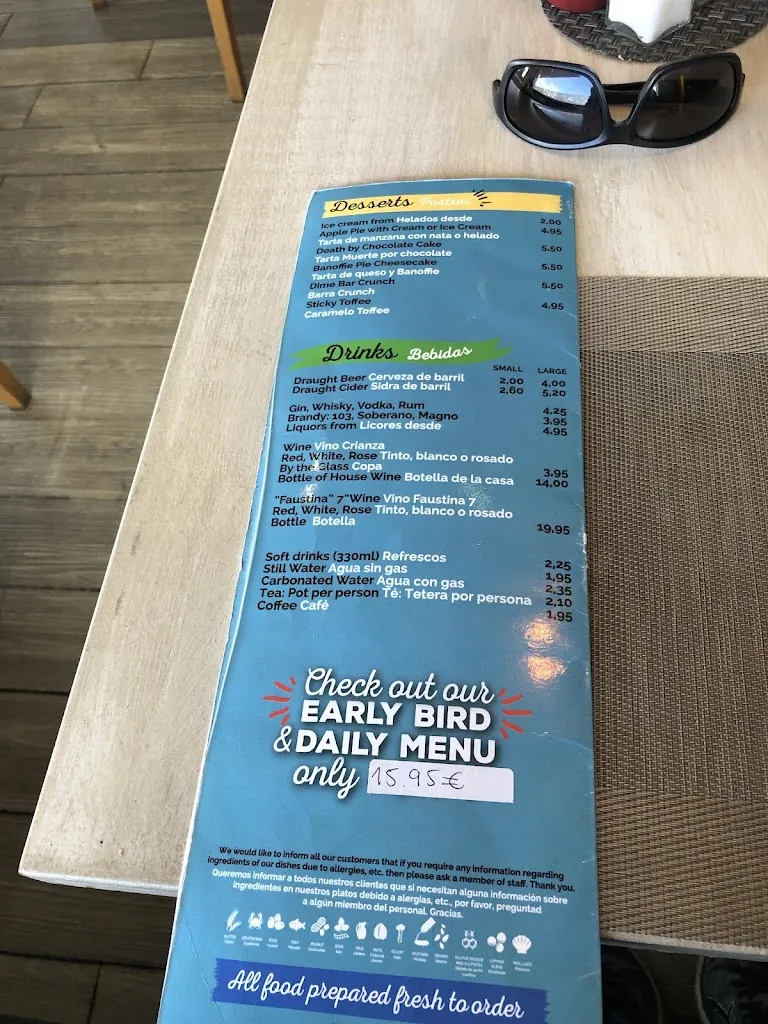 Desserts Postres
Ice cream from Helados desde 2,00
Apple Pie with Cream or Ice Cream 4.95
Tarta de manzana con nata o helado
Death by Chocolate Cake 5.50
Tarta Muerte por chocolate
Banoffie Pie Cheesecake 5.50
Tarta de queso y Banoffie
Dime Bar Crunch 5.50
Barra Crunch
Sticky Toffee 4.95
Caramelo Toffee
Drinks Bebidas
SMALL LARGE
Draught Beer Cerveza de barril 2,00 4,00
Draught Cider Sidra de barril 2,60 5,20
Gin, Whisky, Vodka, Rum 4,25
Brandy: 103, Soberano, Magno 3.95
Liquors from Licores desde 4.95
Wine Vino Crianza
Red, White, Rose Tinto, blanco o rosado
By the Glass Copa 3.95
Bottle of House Wine Botella de la casa 14,00
"Faustina" 7"Wine Vino Faustina 7
Red, White, Rose Tinto, blanco o rosado
Bottle Botella 19,95
Soft drinks (330ml) Refrescos 2,25
Still Water Agua sin gas 1,95
Carbonated Water Agua con gas 2,35
Tea: Pot per person Té: Tetera por persona 2,10
Coffee Café 1,95
Check out our
EARLY BIRD
& DAILY MENU
only 15.95€
We would like to inform all our customers that if you require any information regarding
ingredients of our dishes due to allergies, etc. then please ask a member of staff. Thank you.
Queremos informar a todos nuestros clientes que si necesitan alguna información sobre
ingredientes en nuestros platos debido a alergias, etc., por favor, preguntad
a algún miembro del personal. Gracias.
All food prepared fresh to order